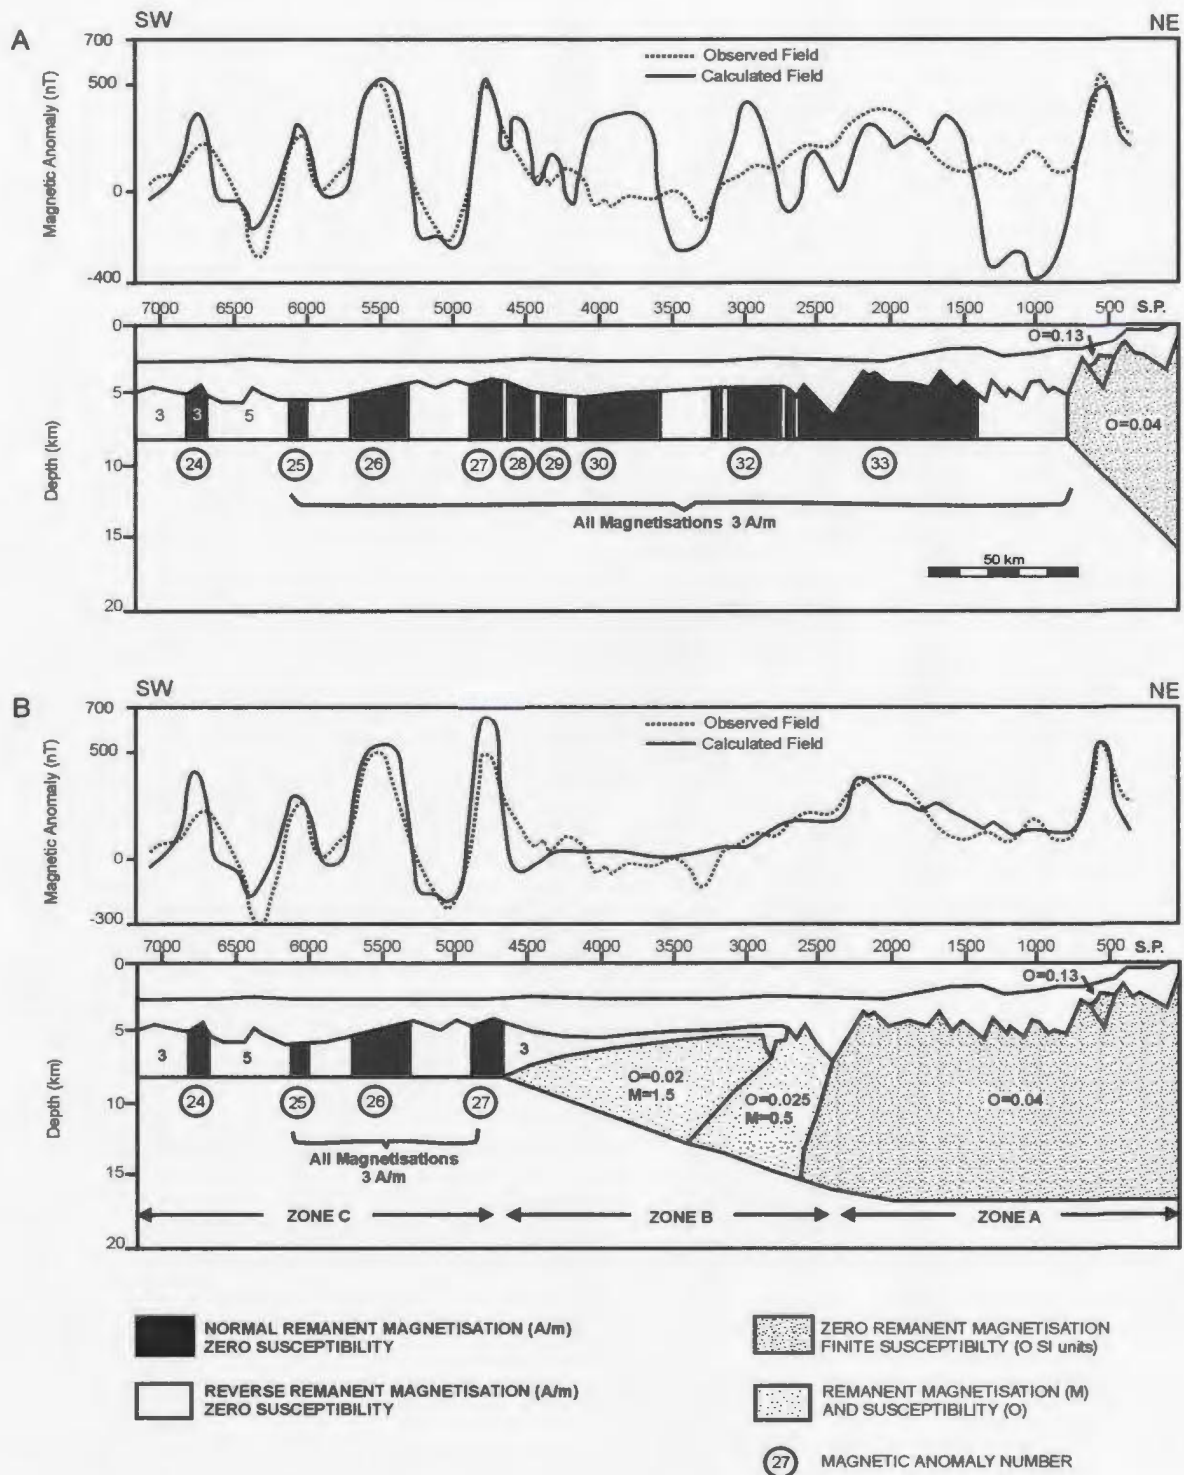 SW
NE
A
700
500
0
-400
Magnetic Anomaly (nT)
Observed Field
Calculated Field
7000 6500 6000 5500 5000 4500 4000 3500 3000 2500 2000 1500 1000 500 S.P.
0
5
10
15
20
Depth (km)
O=0.13
3 3 5
O=0.04
24 25 26 27 28 29 30 32 33
All Magnetisations 3 A/m
50 km
SW
NE
B
700
500
0
-300
Magnetic Anomaly (nT)
Observed Field
Calculated Field
7000 6500 6000 5500 5000 4500 4000 3500 3000 2500 2000 1500 1000 500 S.P.
0
5
10
15
20
Depth (km)
O=0.13
3 5 3
O=0.02
M=1.5
O=0.025
M=0.5
O=0.04
24 25 26 27
All Magnetisations
3 A/m
ZONE C
ZONE B
ZONE A
NORMAL REMANENT MAGNETISATION (A/m)
ZERO SUSCEPTIBILITY
REVERSE REMANENT MAGNETISATION (A/m)
ZERO SUSCEPTIBILITY
ZERO REMANENT MAGNETISATION
FINITE SUSCEPTIBILTY (O SI units)
REMANENT MAGNETISATION (M)
AND SUSCEPTIBILITY (O)
27 MAGNETIC ANOMALY NUMBER